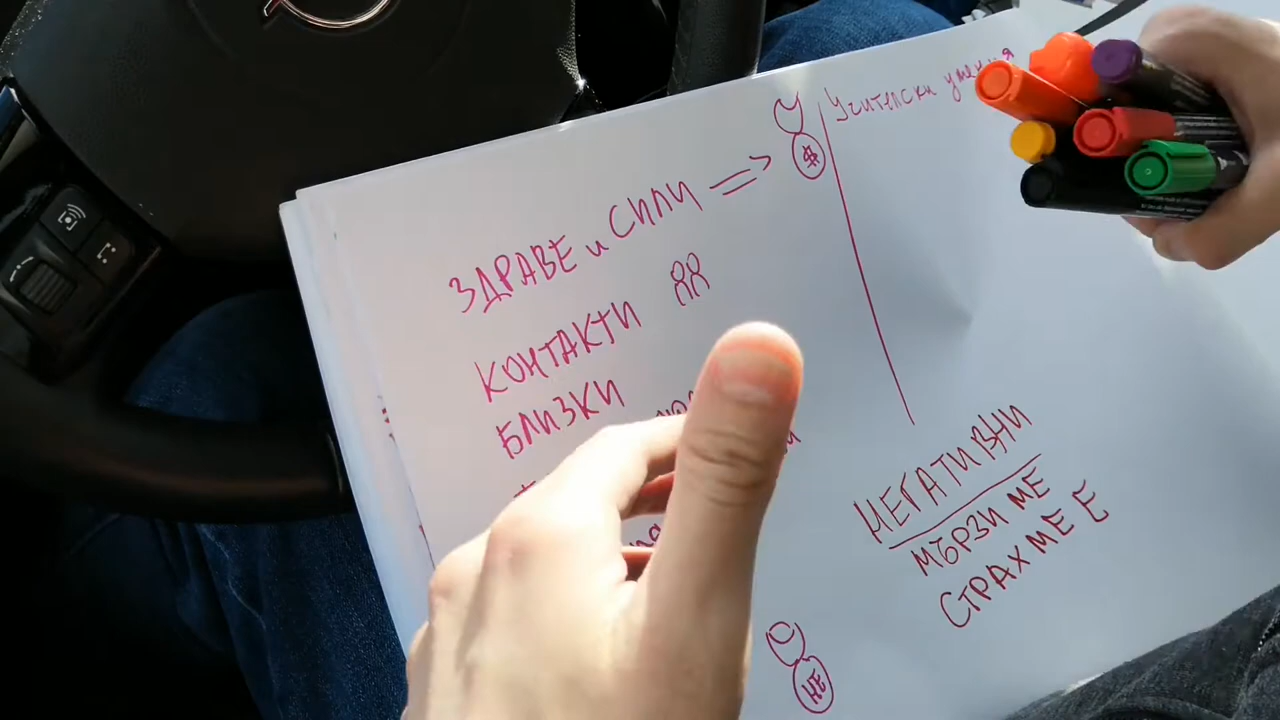 ЗДРАВЕ и СИЛИ => У $
КОНТАКТИ
БЛИЗКИ
Учителски умения
НЕГАТИВНИ
МЪРЗИ МЕ
СТРАХ МЕ Е
С НЕ